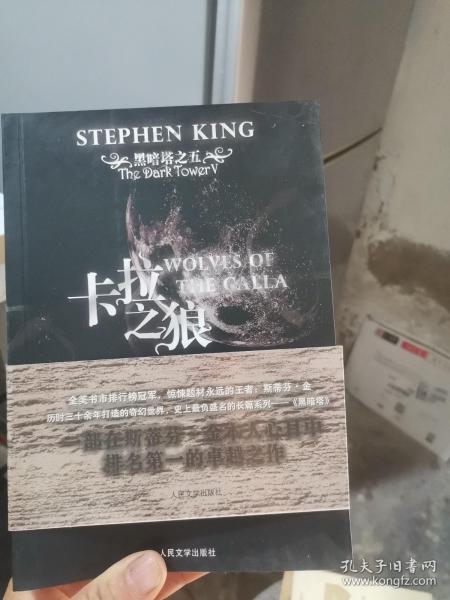 STEPHEN KING
黑暗塔之五
The Dark Tower V
WOLVES OF
THE CALLA
卡拉之狼
全美书市排行榜冠军，惊悚题材永远的王者：斯蒂芬·金
历时三十余年打造的奇幻世界，史上最负盛名的长篇系列——《黑暗塔》
一部在斯蒂芬·金本人心目中
排名第一的卓越之作
人民文学出版社
人民文学出版社
孔夫子旧书网
www.kongfz.com